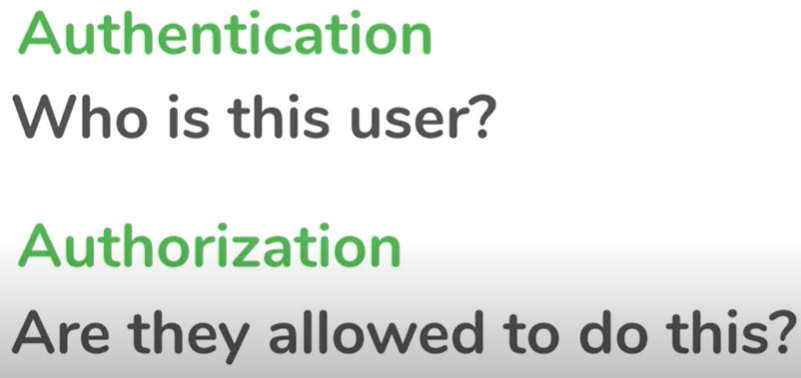 Authentication
Who is this user?
Authorization
Are they allowed to do this?